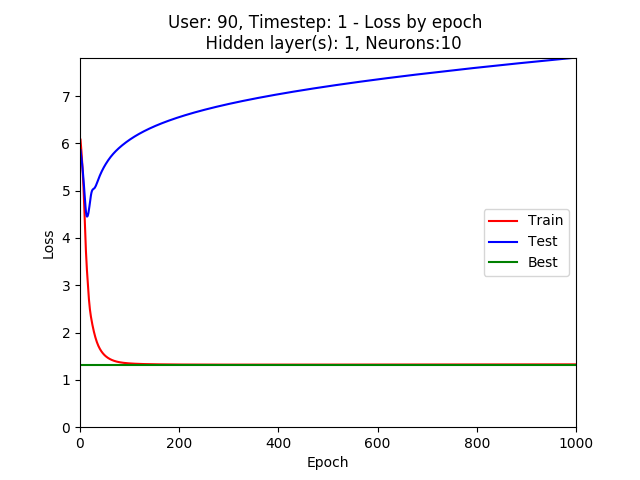 User: 90, Timestep: 1 - Loss by epoch
Hidden layer(s): 1, Neurons:10
7
6
5
4
3
2
1
0
Loss
Train
Test
Best
0 200 400 600 800 1000
Epoch